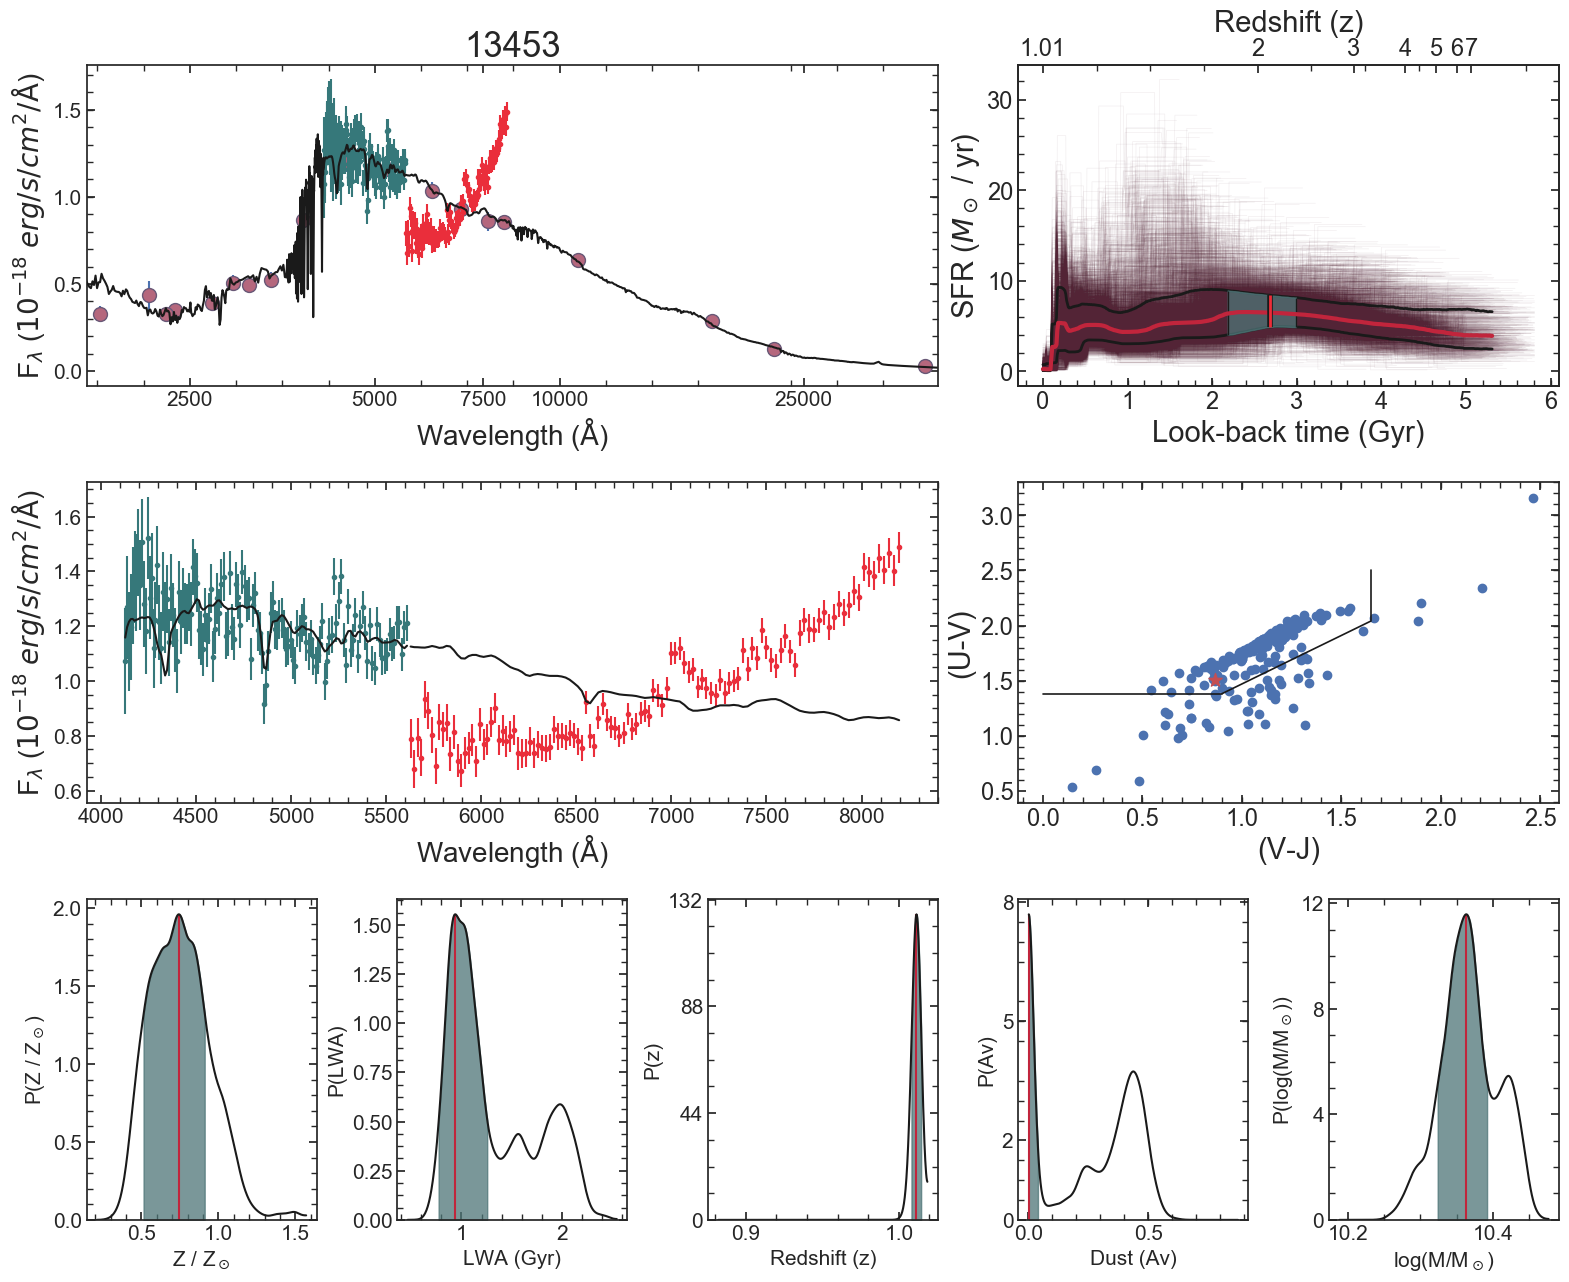 13453
F_λ (10^−18 erg/s/cm^2/Å)
0.0 0.5 1.0 1.5
2500 5000 7500 10000 25000
Wavelength (Å)
Redshift (z)
1.01 2 3 4 5 6 7
SFR (M_⊙ / yr)
0 10 20 30
0 1 2 3 4 5 6
Look-back time (Gyr)
F_λ (10^−18 erg/s/cm^2/Å)
0.6 0.8 1.0 1.2 1.4 1.6
4000 4500 5000 5500 6000 6500 7000 7500 8000
Wavelength (Å)
(U-V)
0.5 1.0 1.5 2.0 2.5 3.0
0.0 0.5 1.0 1.5 2.0 2.5
(V-J)
P(Z / Z_⊙)
0.0 0.5 1.0 1.5 2.0
0.5 1.0 1.5
Z / Z_⊙
P(LWA)
0.00 0.25 0.50 0.75 1.00 1.25 1.50
1 2
LWA (Gyr)
P(z)
0 44 88 132
0.9 1.0
Redshift (z)
P(Av)
0 2 5 8
0.0 0.5
Dust (Av)
P(log(M/M_⊙))
0 4 8 12
10.2 10.4
log(M/M_⊙)